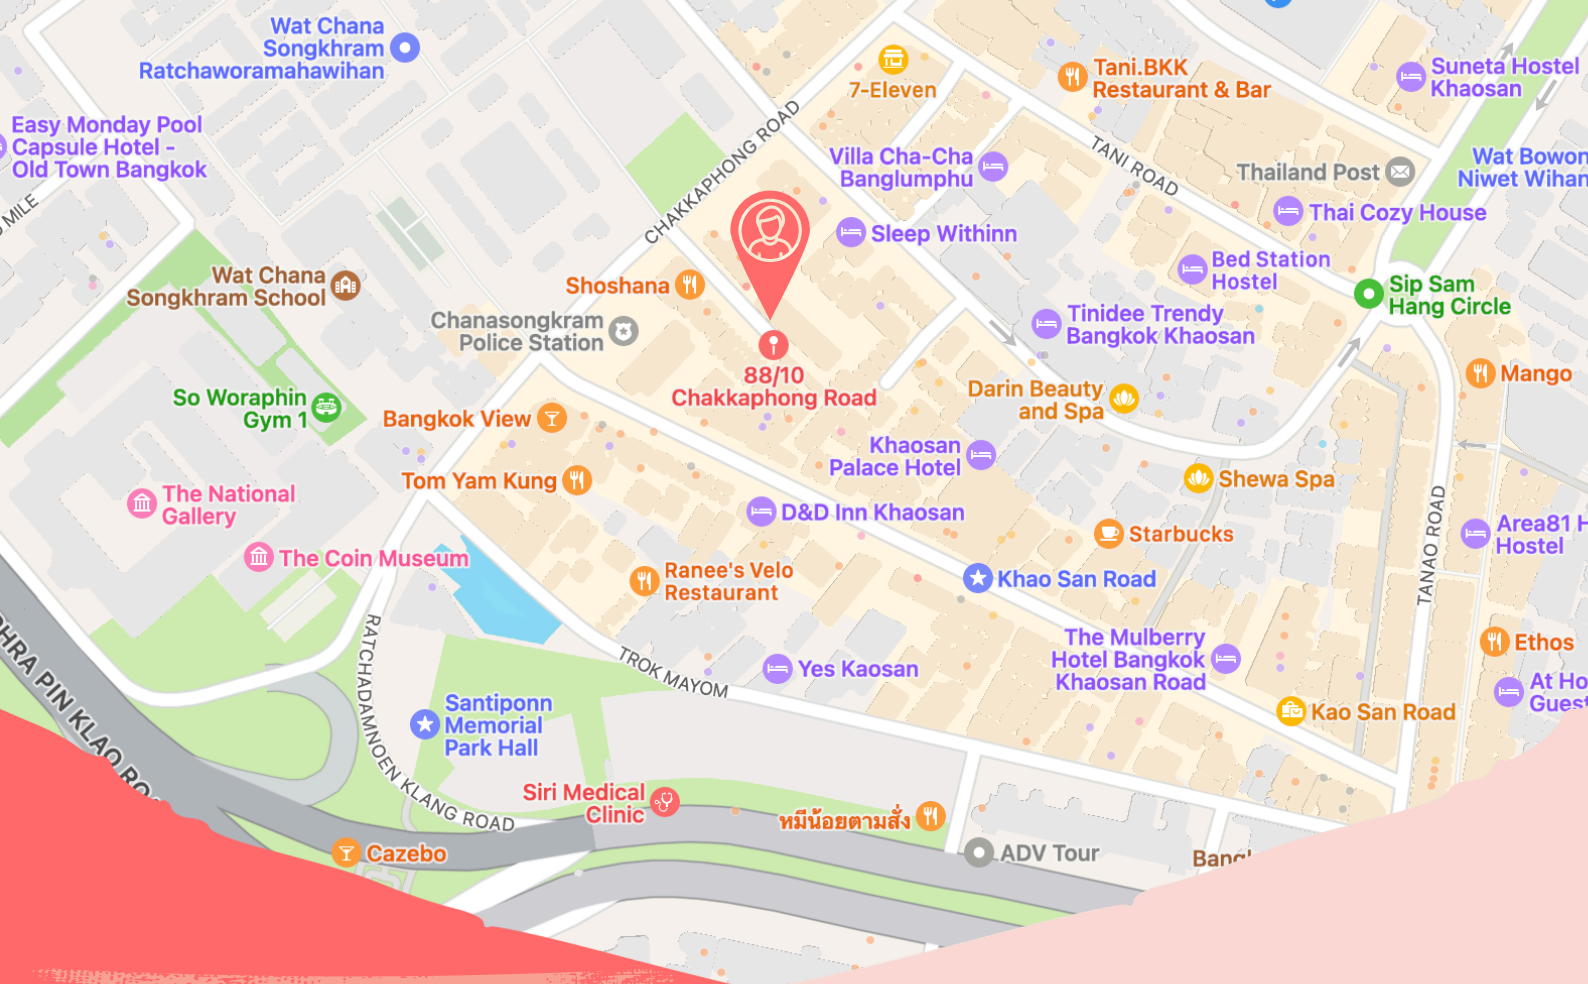 Wat Chana
Songkhram
Ratchaworamahawihan
7-Eleven
Tani.BKK
Restaurant & Bar
Suneta Hostel
Khaosan
Easy Monday Pool
Capsule Hotel -
Old Town Bangkok
CHAKKAPHONG ROAD
Villa Cha-Cha
Banglumphu
TANI ROAD
Thailand Post
Wat Bowon
Niwet Wihan
MILE
Thai Cozy House
Sleep Withinn
Wat Chana
Songkhram School
Shoshana
Bed Station
Hostel
Sip Sam
Hang Circle
Chanasongkram
Police Station
Tinidee Trendy
Bangkok Khaosan
88/10
Chakkaphong Road
Mango
So Woraphin
Gym 1
Bangkok View
Darin Beauty
and Spa
Khaosan
Palace Hotel
Tom Yam Kung
Shewa Spa
The National
Gallery
D&D Inn Khaosan
Starbucks
TANAO ROAD
Area81 H
Hostel
The Coin Museum
Ranee's Velo
Restaurant
Khao San Road
PHRA PIN KLAO RO
RATCHADAMNOEN KLANG ROAD
TROK MAYOM
Yes Kaosan
The Mulberry
Hotel Bangkok
Khaosan Road
Ethos
At Ho
Guest
Santiponn
Memorial
Park Hall
Kao San Road
Siri Medical
Clinic
หมีน้อยตามสั่ง
Cazebo
ADV Tour
Bang